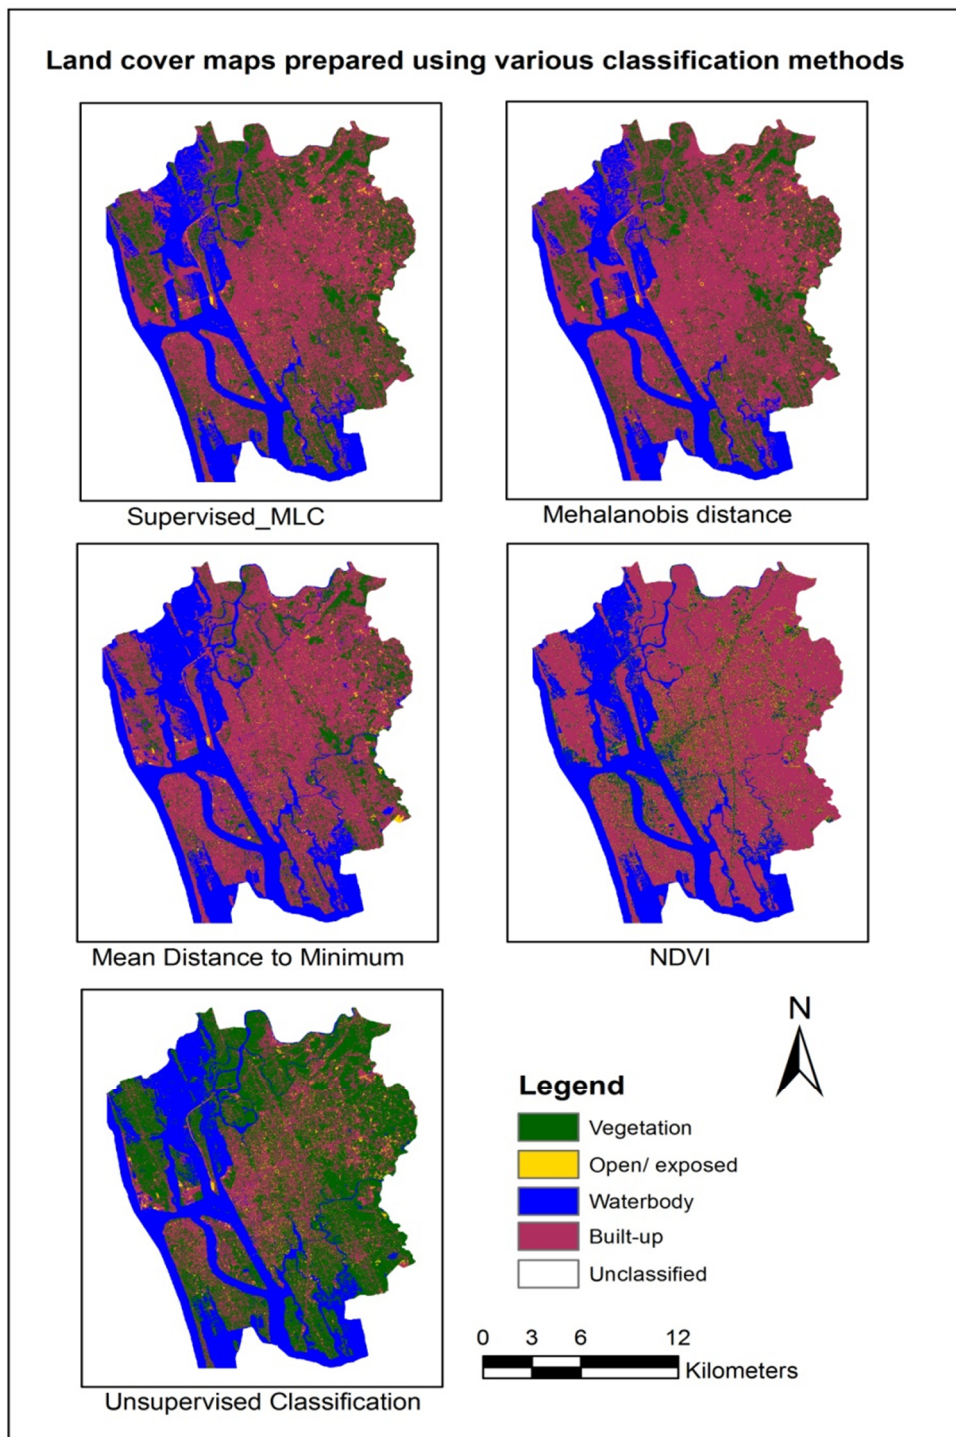 Land cover maps prepared using various classification methods
Supervised_MLC
Mehalanobis distance
Mean Distance to Minimum
NDVI
Unsupervised Classification
N
Legend
Vegetation
Open/ exposed
Waterbody
Built-up
Unclassified
0 3 6 12
Kilometers